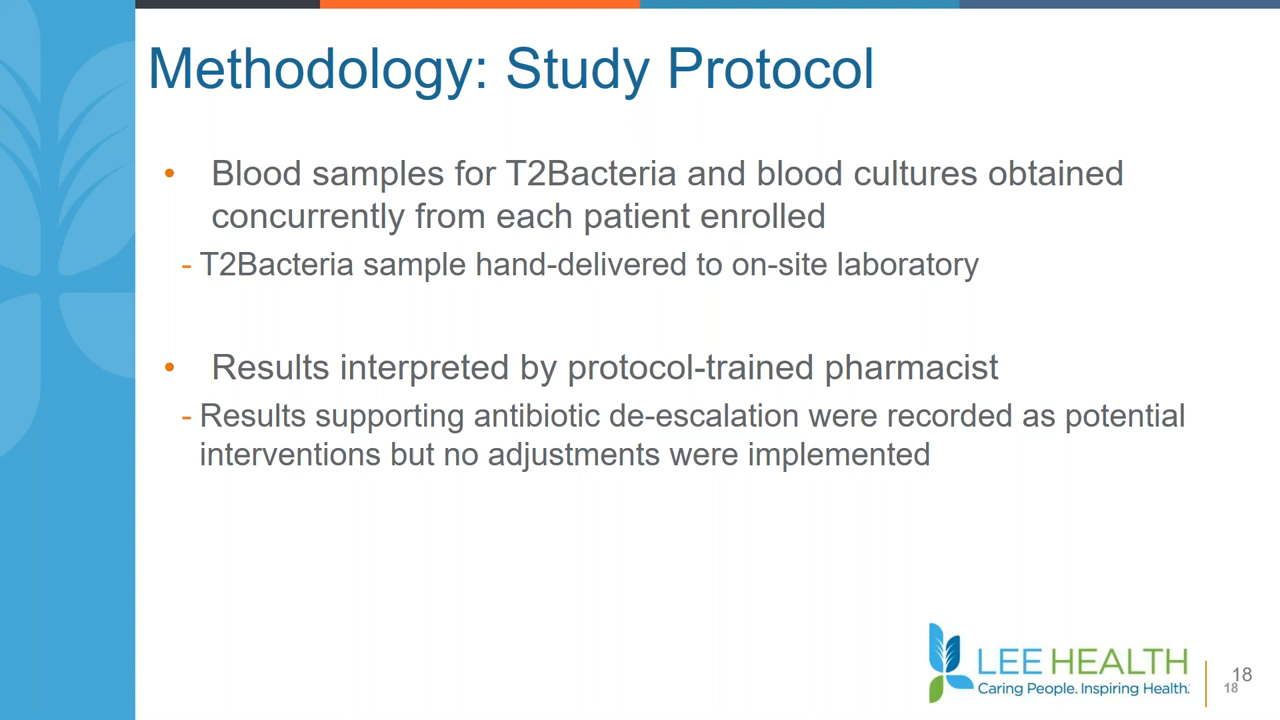 Methodology: Study Protocol
• Blood samples for T2Bacteria and blood cultures obtained
concurrently from each patient enrolled
- T2Bacteria sample hand-delivered to on-site laboratory
• Results interpreted by protocol-trained pharmacist
- Results supporting antibiotic de-escalation were recorded as potential
interventions but no adjustments were implemented
LEE HEALTH
Caring People. Inspiring Health.
18
18